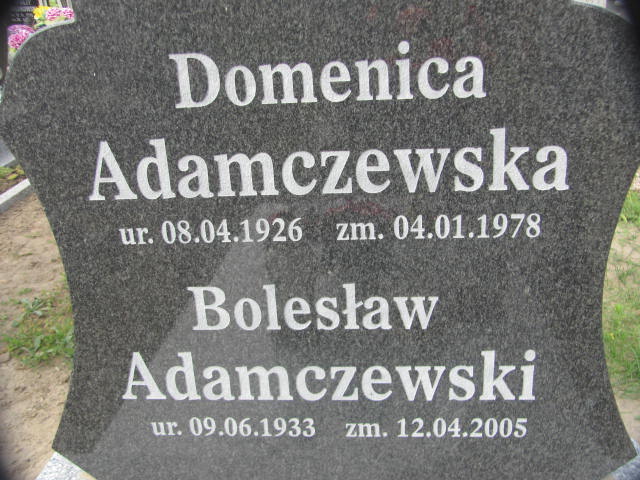 Domenica
Adamczewska
ur. 08.04.1926 zm. 04.01.1978
Bolesław
Adamczewski
ur. 09.06.1933 zm. 12.04.2005